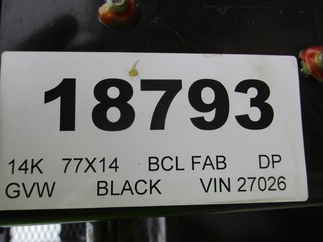 18793
14K 77X14 BCL FAB DP
GVW BLACK VIN 27026